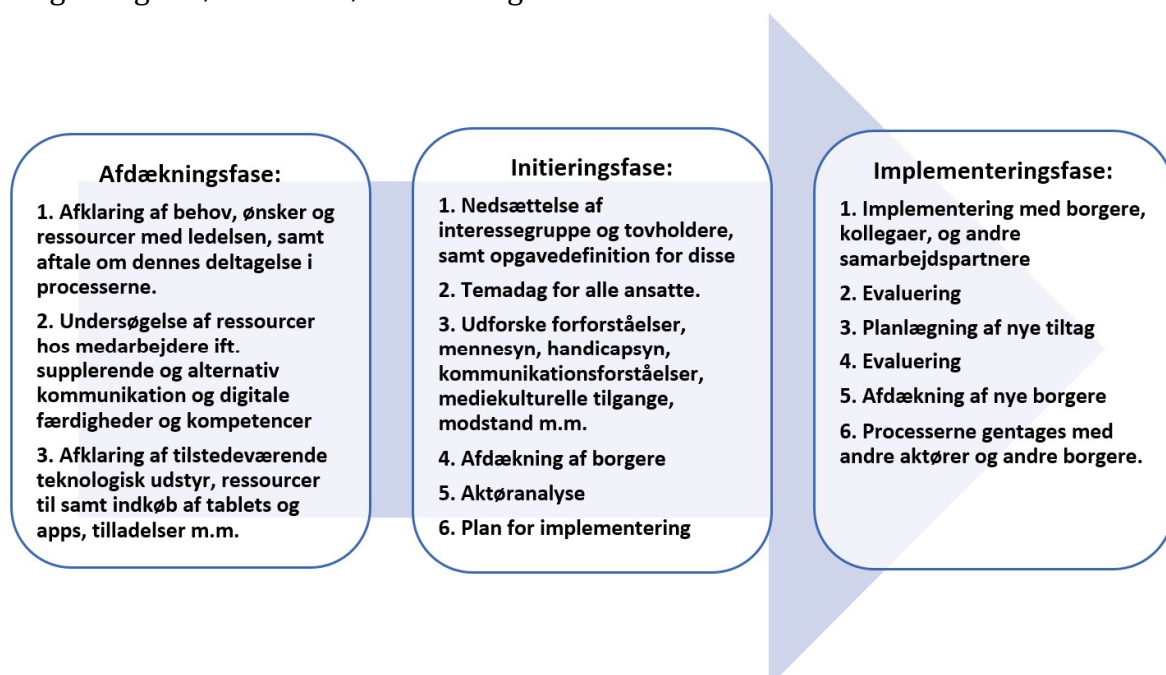 Afdækningsfase:
1. Afklaring af behov, ønsker og
ressourcer med ledelsen, samt
aftale om dennes deltagelse i
processerne.
2. Undersøgelse af ressourcer
hos medarbejdere ift.
supplerende og alternativ
kommunikation og digitale
færdigheder og kompetencer
3. Afklaring af tilstedeværende
teknologisk udstyr, ressourcer
til samt indkøb af tablets og
apps, tilladelser m.m.
Initieringsfase:
1. Nedsættelse af
interessegruppe og tovholdere,
samt opgavedefinition for disse
2. Temadag for alle ansatte.
3. Udforske forforståelser,
mennesyn, handicapsyn,
kommunikationsforståelser,
mediekulturelle tilgange,
modstand m.m.
4. Afdækning af borgere
5. Aktøranalyse
6. Plan for implementering
Implementeringsfase:
1. Implementering med borgere,
kollegaer, og andre
samarbejdspartnere
2. Evaluering
3. Planlægning af nye tiltag
4. Evaluering
5. Afdækning af nye borgere
6. Processerne gentages med
andre aktører og andre borgere.